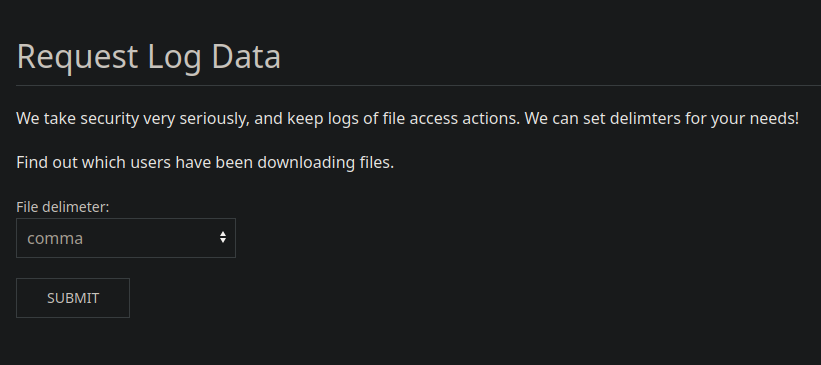 Request Log Data
We take security very seriously, and keep logs of file access actions. We can set delimters for your needs!
Find out which users have been downloading files.
File delimeter:
comma
SUBMIT